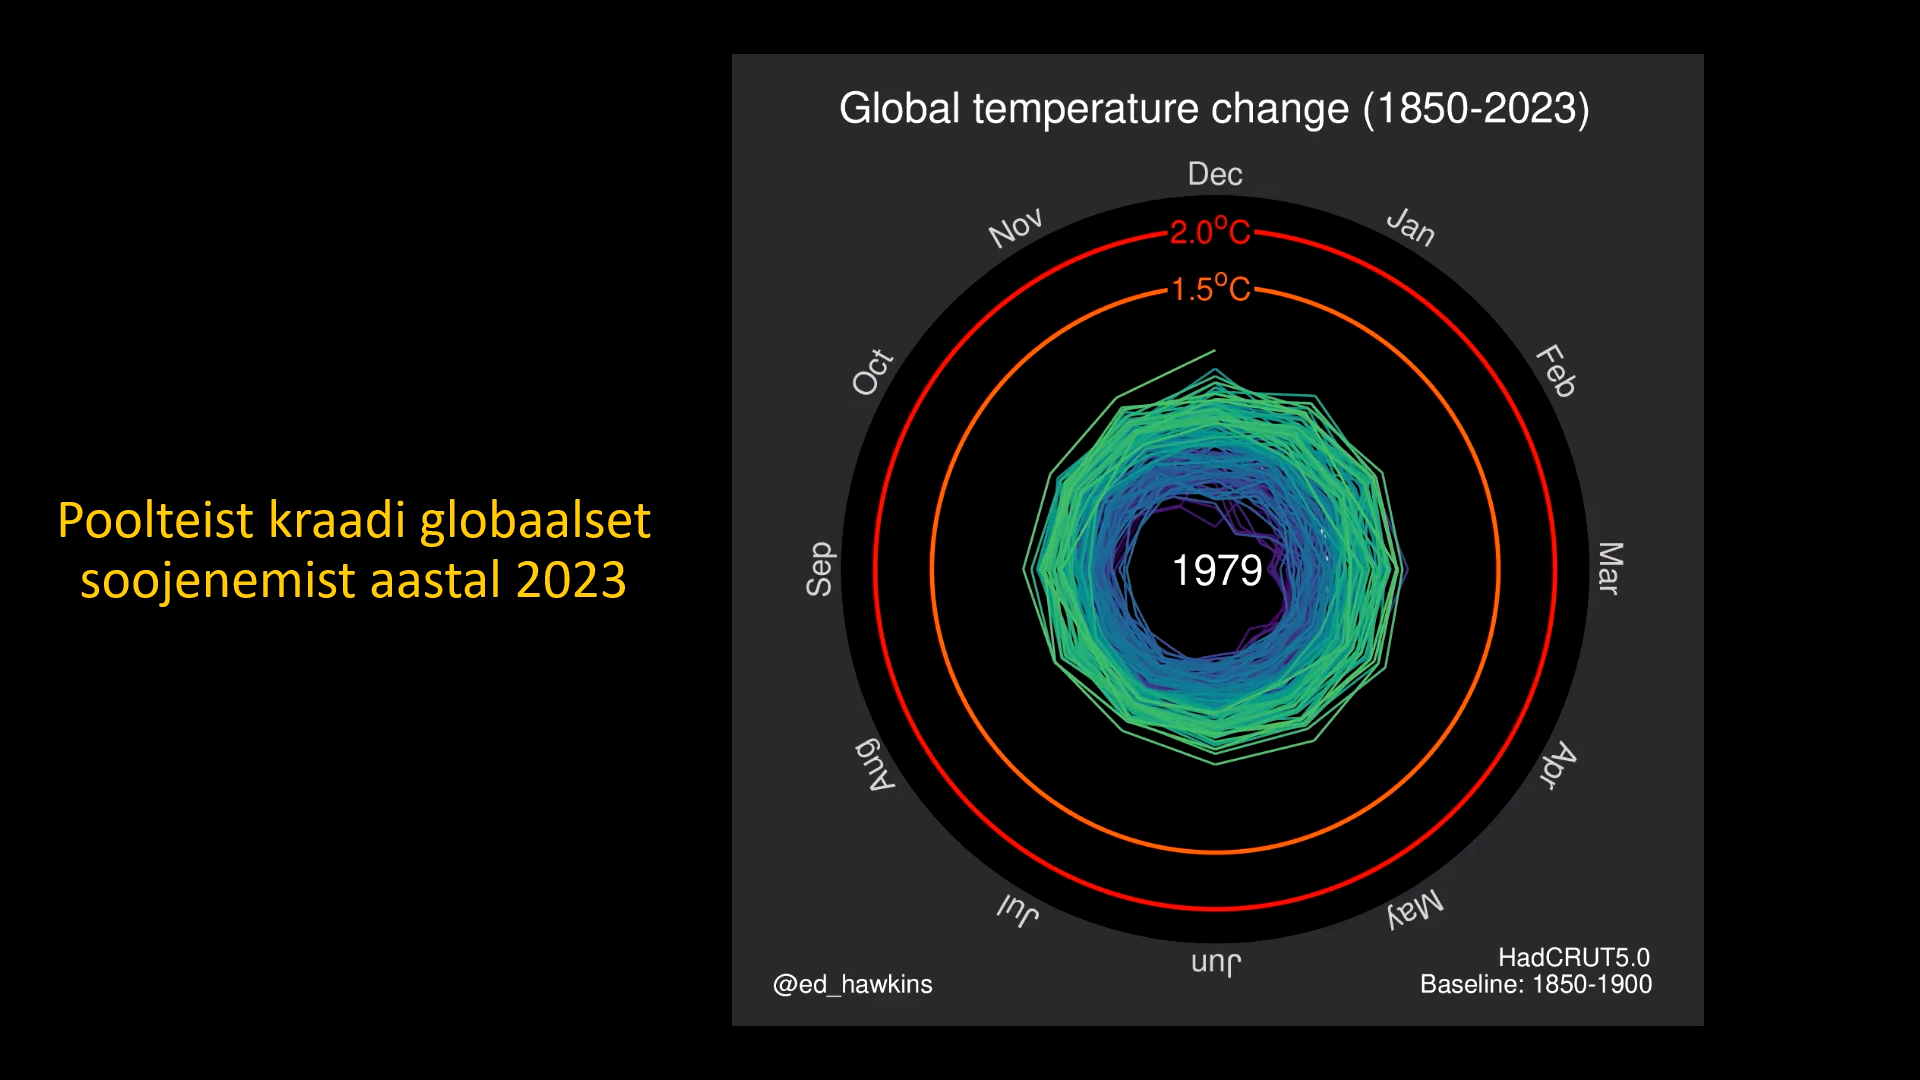 Poolteist kraadi globaalset
soojenemist aastal 2023
Global temperature change (1850-2023)
Dec
Jan
Feb
Mar
Apr
May
Jun
Jul
Aug
Sep
Oct
Nov
2.0°C
1.5°C
1979
@ed_hawkins
HadCRUT5.0
Baseline: 1850-1900